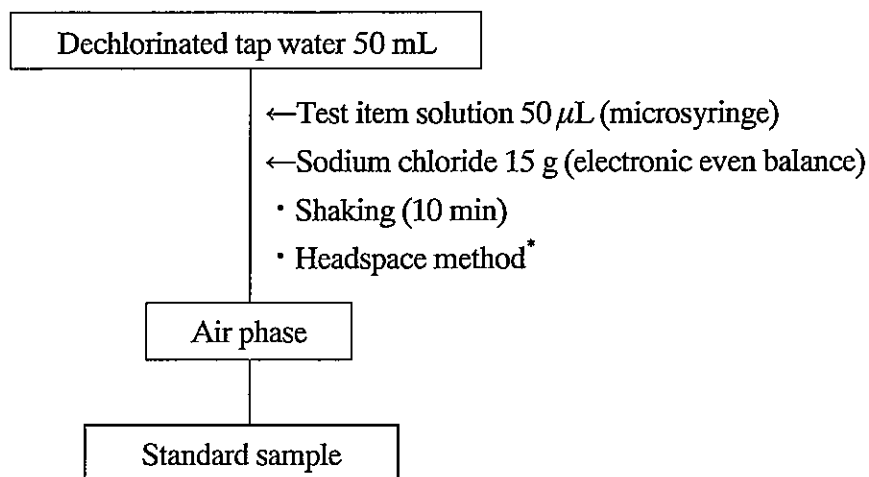 Dechlorinated tap water 50 mL
←Test item solution 50 μL (microsyringe)
←Sodium chloride 15 g (electronic even balance)
・Shaking (10 min)
・Headspace method*
Air phase
Standard sample